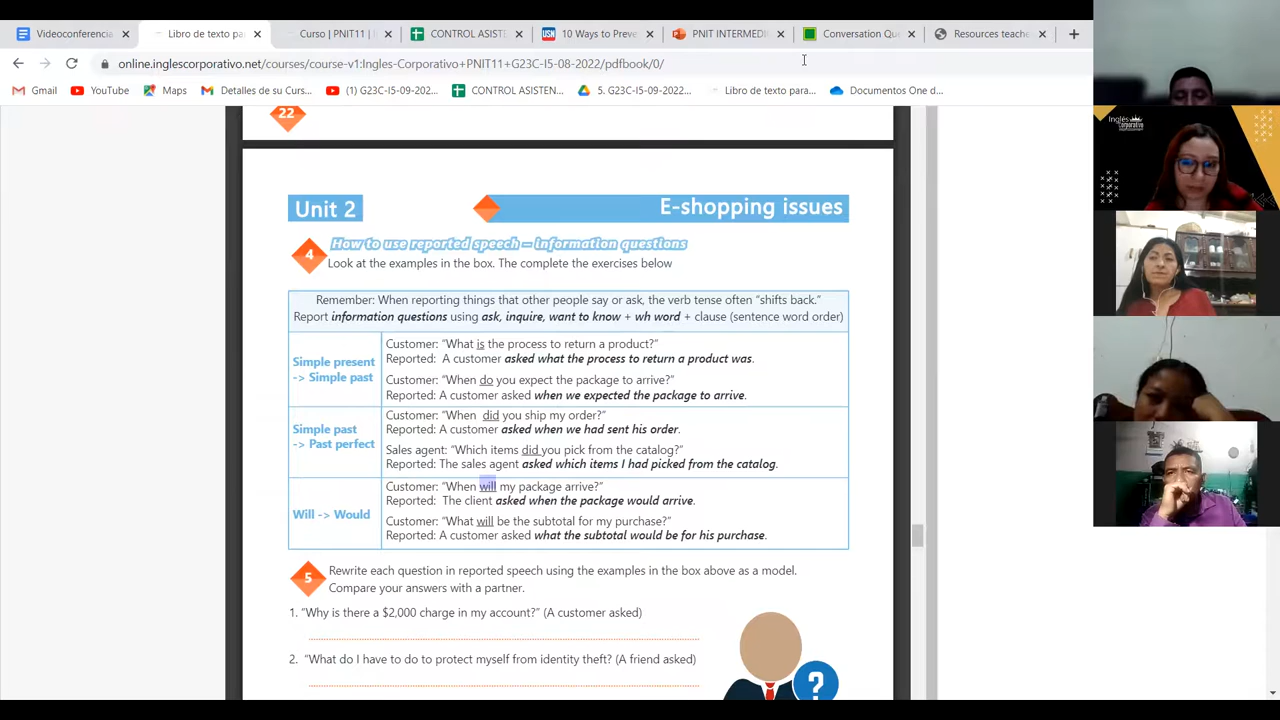 Videoconferencia
Libro de texto pa
Curso | PNIT11 |
CONTROL ASISTE
USN
10 Ways to Preve
PNIT INTERMEDI
Conversation Qu
Resources teache
online.inglescorporativo.net/courses/course-v1:Ingles-Corporativo+PNIT11+G23C-I5-08-2022/pdfbook/0/
Gmail
YouTube
Maps
Detalle de su Curs...
(1) G23C-I5-09-202...
CONTROL ASISTEN...
5. G23C-I5-09-2022...
Libro de texto para...
Documentos One d...
22
Unit 2
E-shopping issues
4
How to use reported speech – information questions
Look at the examples in the box. The complete the exercises below
Remember: When reporting things that other people say or ask, the verb tense often “shifts back.”
Report information questions using ask, inquire, want to know + wh word + clause (sentence word order)
Simple present
-> Simple past
Customer: “What is the process to return a product?”
Reported: A customer asked what the process to return a product was.
Customer: “When do you expect the package to arrive?”
Reported: A customer asked when we expected the package to arrive.
Simple past
-> Past perfect
Customer: “When did you ship my order?”
Reported: A customer asked when we had sent his order.
Sales agent: “Which items did you pick from the catalog?”
Reported: The sales agent asked which items I had picked from the catalog.
Will -> Would
Customer: “When will my package arrive?”
Reported: The client asked when the package would arrive.
Customer: “What will be the subtotal for my purchase?”
Reported: A customer asked what the subtotal would be for his purchase.
5
Rewrite each question in reported speech using the examples in the box above as a model.
Compare your answers with a partner.
1. “Why is there a $2,000 charge in my account?” (A customer asked)
2. “What do I have to do to protect myself from identity theft? (A friend asked)
?
Inglés
Corporativo